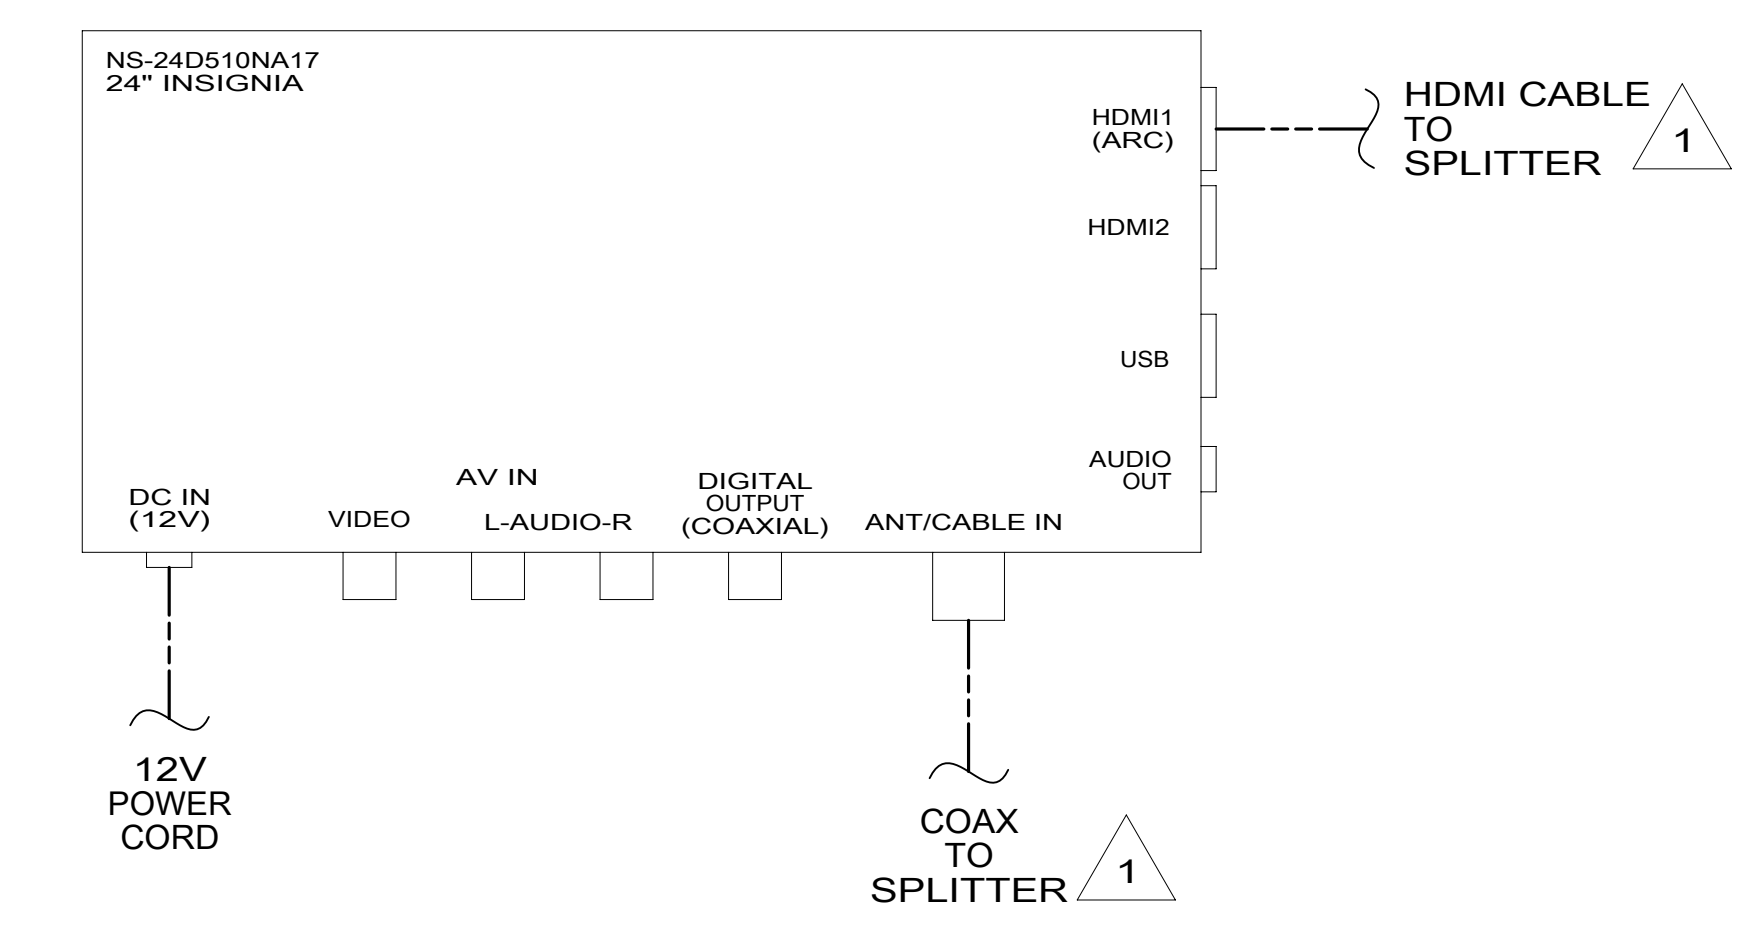 NS-24D510NA17
24" INSIGNIA
HDMI1
(ARC)
HDMI CABLE
TO
SPLITTER
1
HDMI2
USB
AUDIO
OUT
DC IN
(12V)
VIDEO
AV IN
L-AUDIO-R
DIGITAL
OUTPUT
(COAXIAL)
ANT/CABLE IN
12V
POWER
CORD
COAX
TO
SPLITTER
1